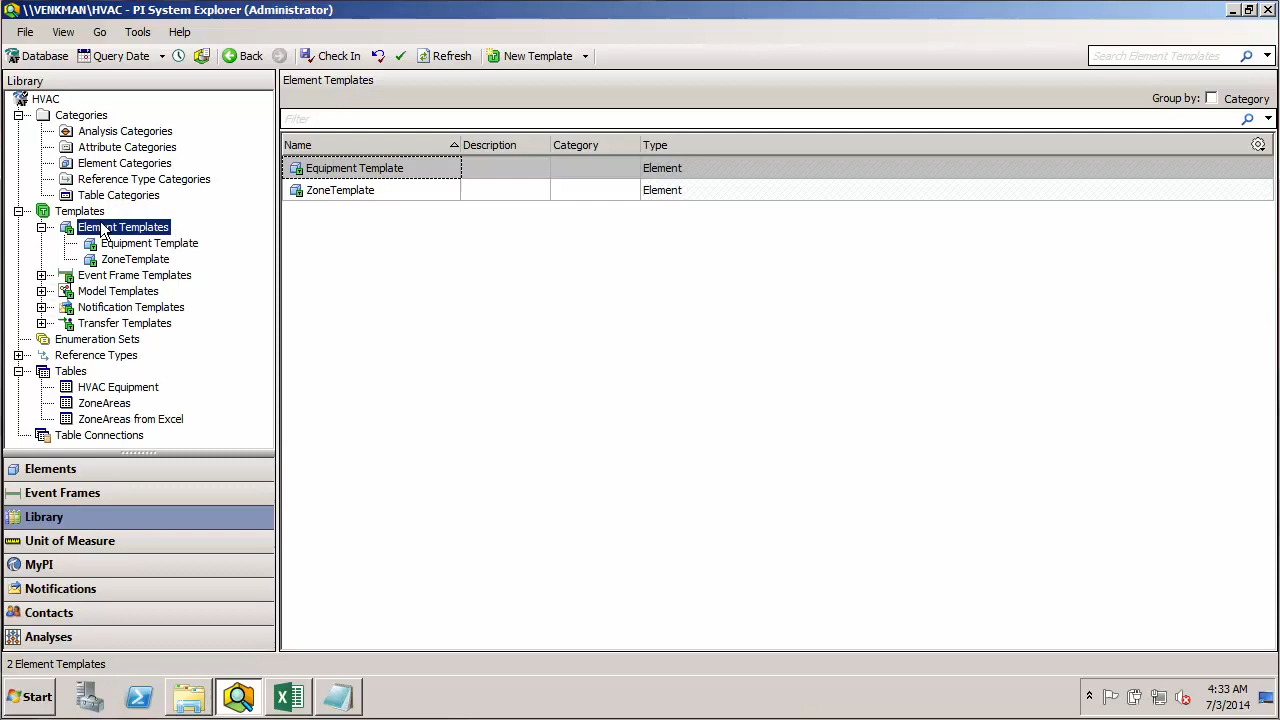 \\VENKMAN\HVAC - PI System Explorer (Administrator)
File View Go Tools Help
Database Query Date Back Check In Refresh New Template Search Element Templates
Library
HVAC
Categories
Analysis Categories
Attribute Categories
Element Categories
Reference Type Categories
Table Categories
Templates
Element Templates
Equipment Template
ZoneTemplate
Event Frame Templates
Model Templates
Notification Templates
Transfer Templates
Enumeration Sets
Reference Types
Tables
HVAC Equipment
ZoneAreas
ZoneAreas from Excel
Table Connections
Elements
Event Frames
Library
Unit of Measure
MyPI
Notifications
Contacts
Analyses
Element Templates
Group by: Category
Filter
Name Description Category Type
Equipment Template Element
ZoneTemplate Element
2 Element Templates
Start
4:33 AM
7/3/2014